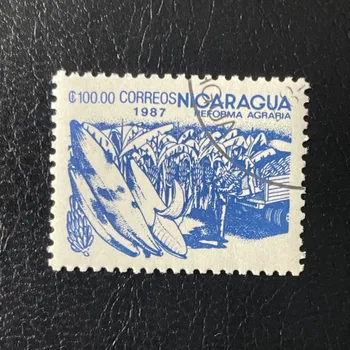 ₡100.00 CORREOS NICARAGUA
1987 REFORMA AGRARIA